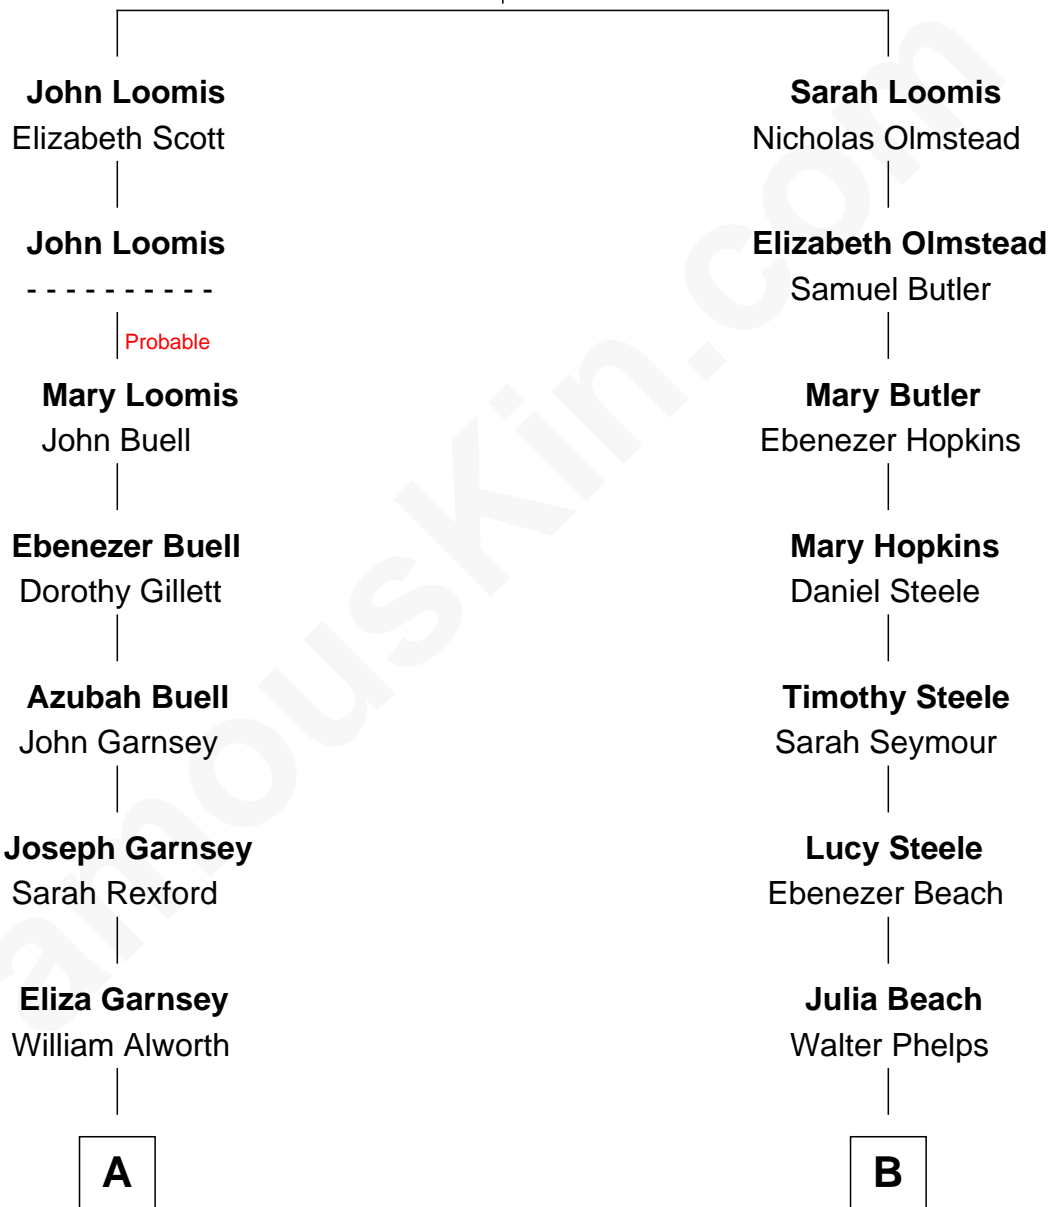 John Loomis
Elizabeth Scott
John Loomis
- - - - - - - - - -
Probable
Mary Loomis
John Buell
Ebenezer Buell
Dorothy Gillett
Azubah Buell
John Garnsey
Joseph Garnsey
Sarah Rexford
Eliza Garnsey
William Alworth
A
Sarah Loomis
Nicholas Olmstead
Elizabeth Olmstead
Samuel Butler
Mary Butler
Ebenezer Hopkins
Mary Hopkins
Daniel Steele
Timothy Steele
Sarah Seymour
Lucy Steele
Ebenezer Beach
Julia Beach
Walter Phelps
B
amouskin.com